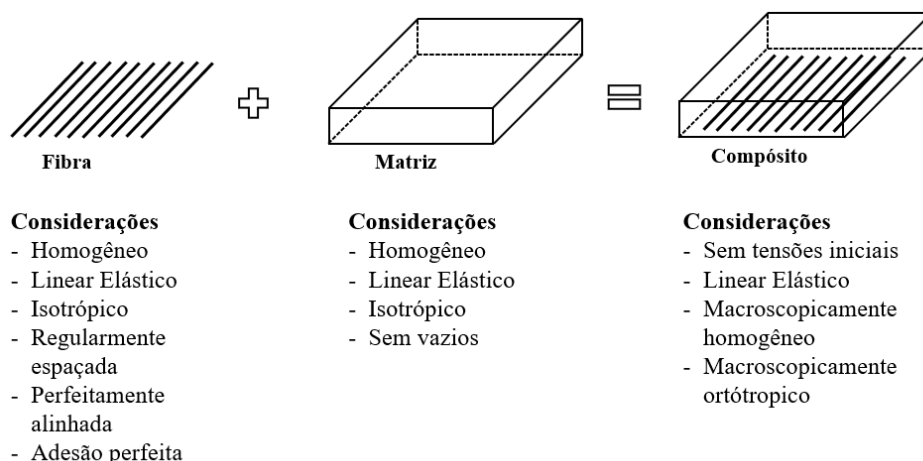 Fibra
Matriz
Compósito
Considerações
- Homogêneo
- Linear Elástico
- Isotrópico
- Regularmente
espaçada
- Perfeitamente
alinhada
- Adesão perfeita
Considerações
- Homogêneo
- Linear Elástico
- Isotrópico
- Sem vazios
Considerações
- Sem tensões iniciais
- Linear Elástico
- Macroscopicamente
homogêneo
- Macroscopicamente
ortótropico